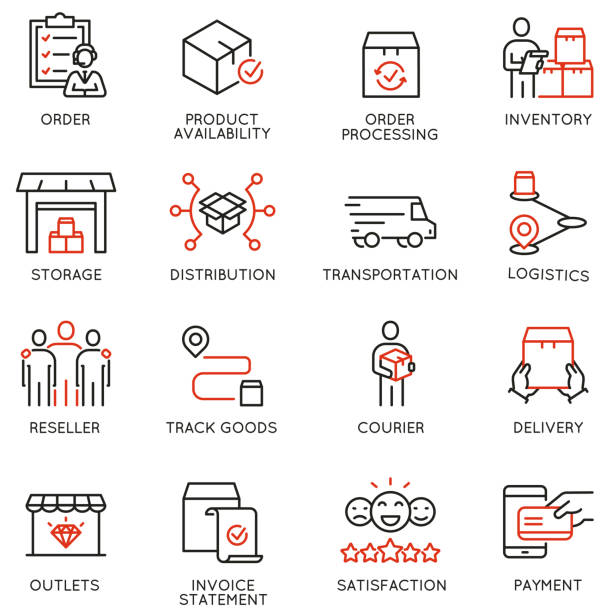 ORDER
PRODUCT
AVAILABILITY
ORDER
PROCESSING
INVENTORY
STORAGE
DISTRIBUTION
TRANSPORTATION
LOGISTICS
RESELLER
TRACK GOODS
COURIER
DELIVERY
OUTLETS
INVOICE
STATEMENT
SATISFACTION
PAYMENT